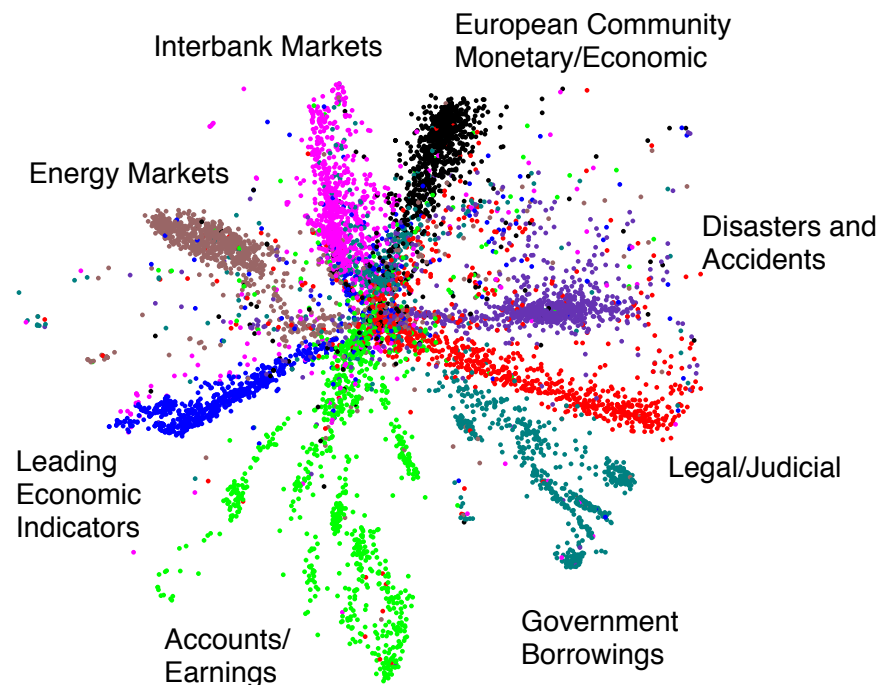 European Community
Monetary/Economic
Interbank Markets
Energy Markets
Disasters and
Accidents
Leading
Economic
Indicators
Legal/Judicial
Government
Borrowings
Accounts/
Earnings